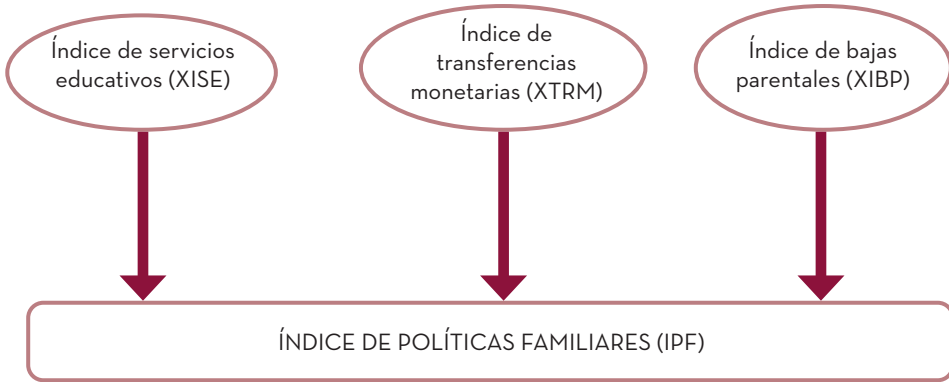 Índice de servicios
educativos (XISE)
Índice de
transferencias
monetarias (XTRM)
Índice de bajas
parentales (XIBP)
ÍNDICE DE POLÍTICAS FAMILIARES (IPF)